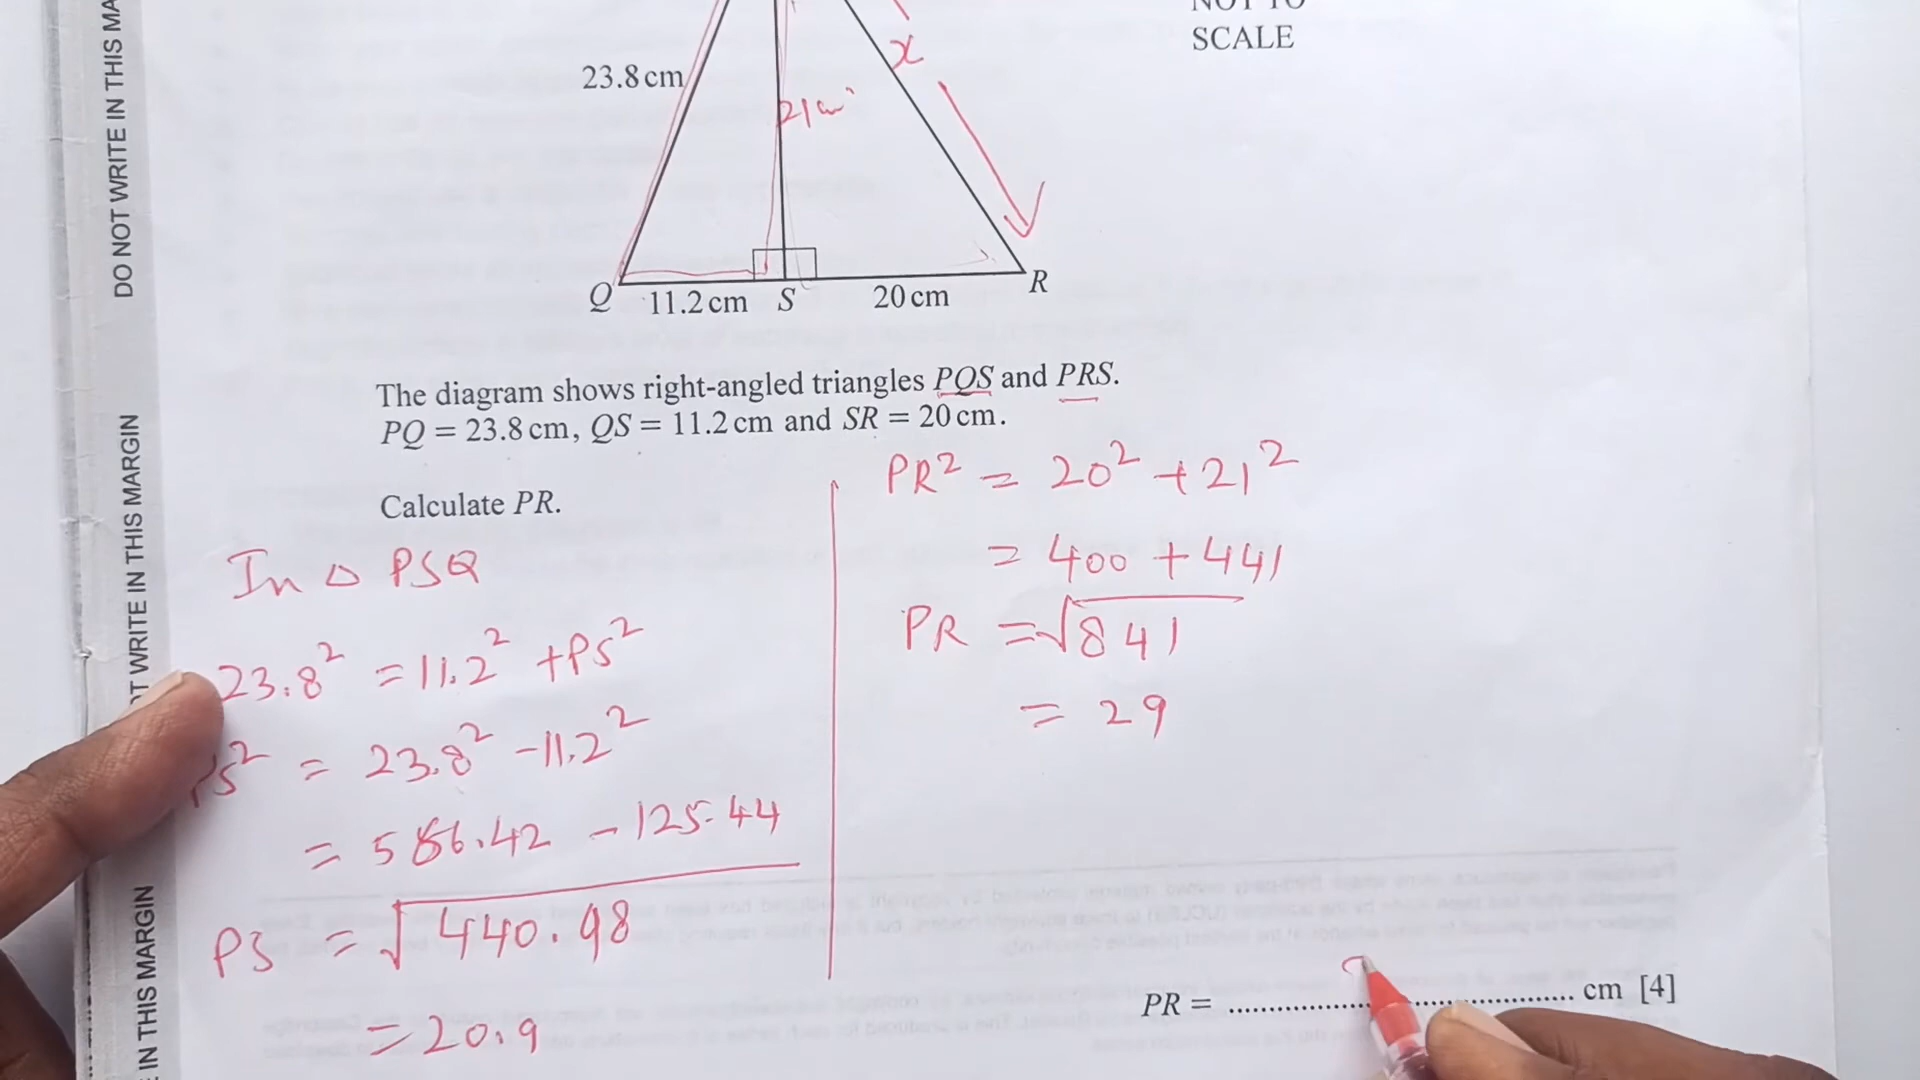 NOT TO
SCALE
x
23.8 cm
21cm
Q 11.2 cm S 20 cm R
The diagram shows right-angled triangles PQS and PRS.
PQ = 23.8 cm, QS = 11.2 cm and SR = 20 cm.
Calculate PR.
In △ PSQ
23.8² = 11.2² + PS²
PS² = 23.8² - 11.2²
= 566.42 - 125.44
PS = √440.98
= 20.9
PR² = 20² + 21²
= 400 + 441
PR = √841
= 29
PR = .................................................. cm [4]
DO NOT WRITE IN THIS MA
T WRITE IN THIS MARGIN
E IN THIS MARGIN